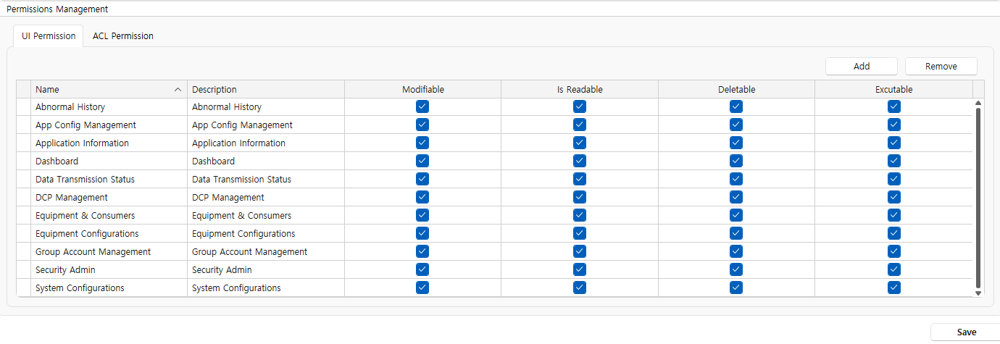 Permissions Management
UI Permission ACL Permission
Add Remove
Name Description Modifiable Is Readable Deletable Excutable
Abnormal History Abnormal History
App Config Management App Config Management
Application Information Application Information
Dashboard Dashboard
Data Transmission Status Data Transmission Status
DCP Management DCP Management
Equipment & Consumers Equipment & Consumers
Equipment Configurations Equipment Configurations
Group Account Management Group Account Management
Security Admin Security Admin
System Configurations System Configurations
Save